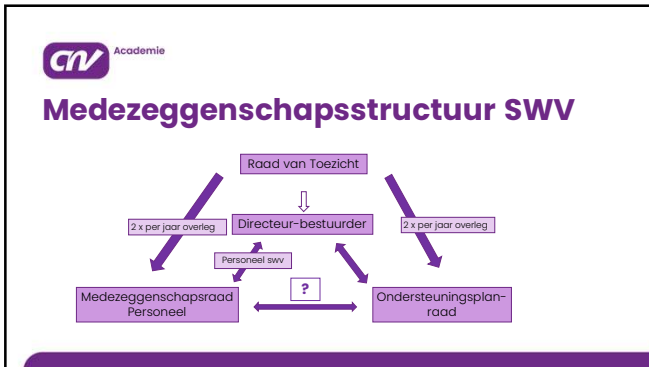 cnv Academie
Medezeggenschapsstructuur SWV
Raad van Toezicht
2 x per jaar overleg
Directeur-bestuurder
2 x per jaar overleg
Personeel swv
?
Medezeggenschapsraad
Personeel
Ondersteuningsplan-
raad